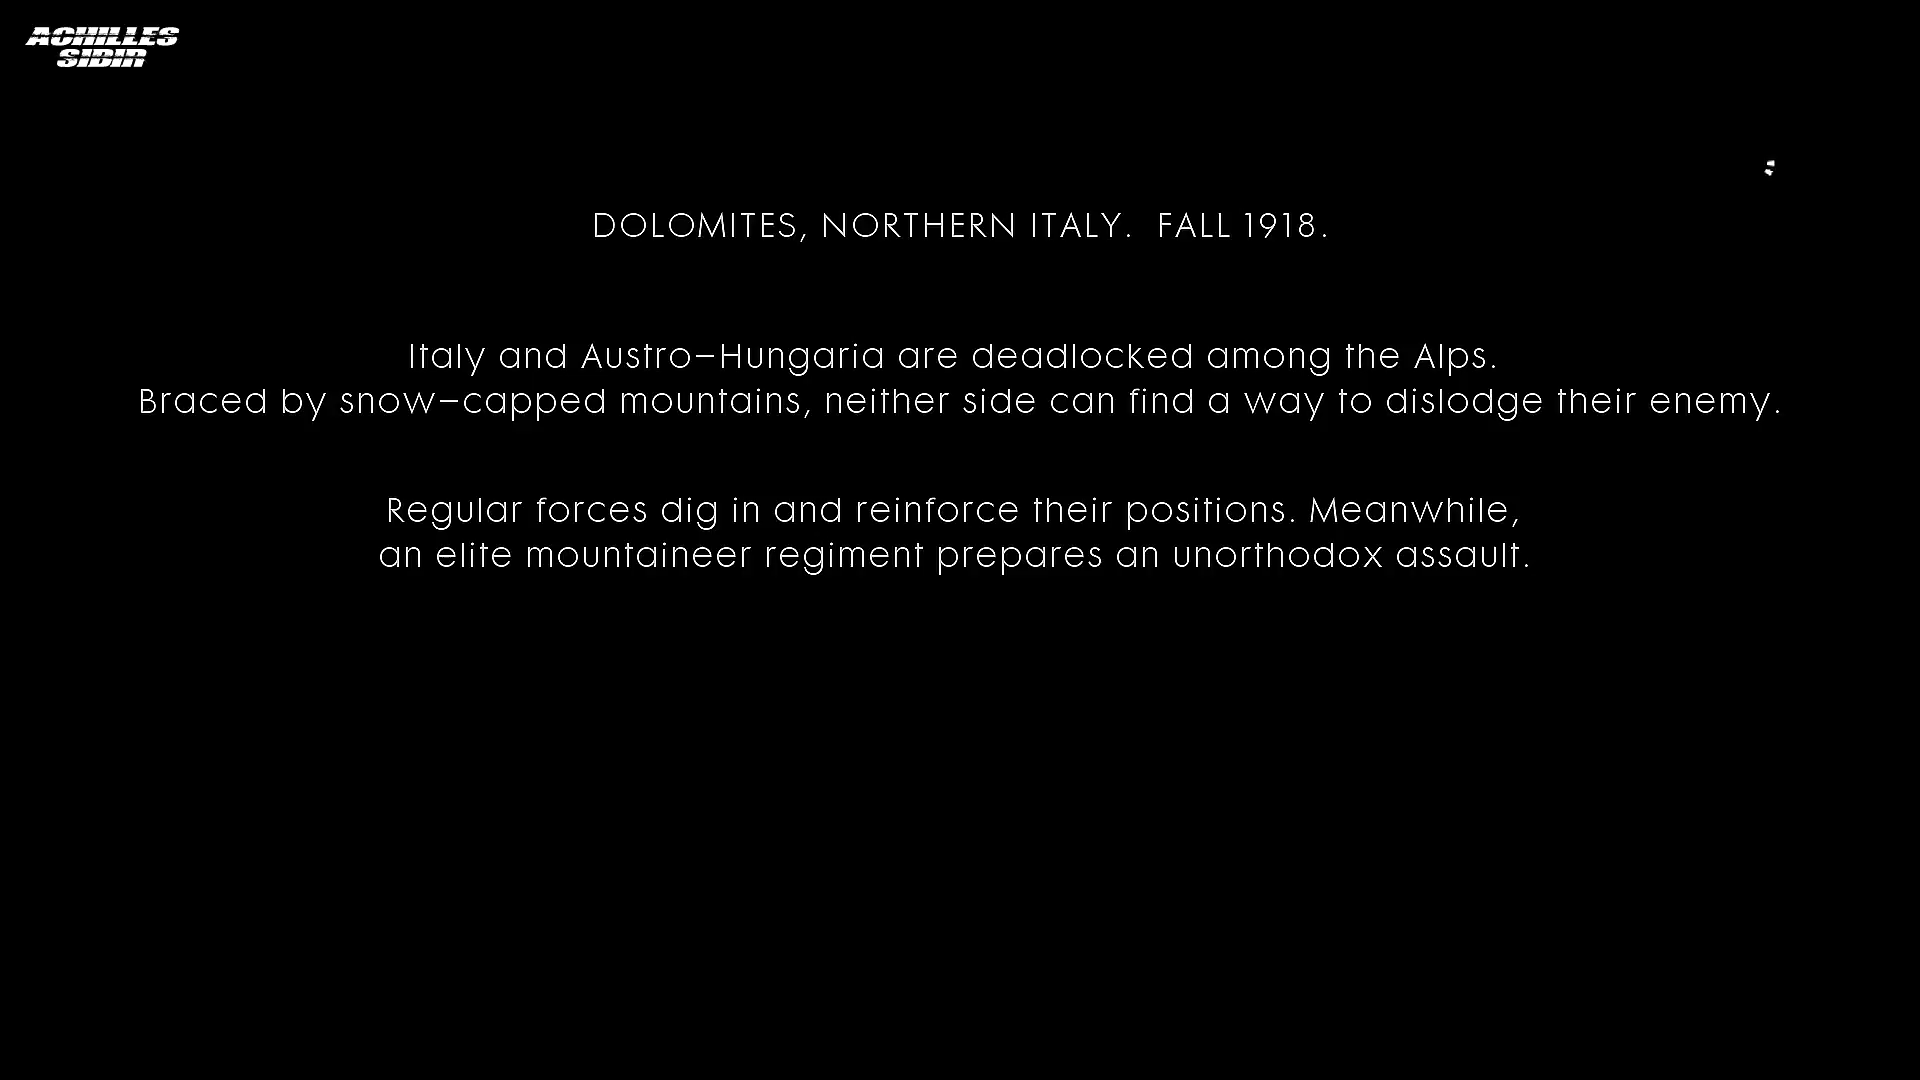 ACHILLES
SIBIR
DOLOMITES, NORTHERN ITALY. FALL 1918.
Italy and Austro-Hungaria are deadlocked among the Alps.
Braced by snow-capped mountains, neither side can find a way to dislodge their enemy.
Regular forces dig in and reinforce their positions. Meanwhile,
an elite mountaineer regiment prepares an unorthodox assault.